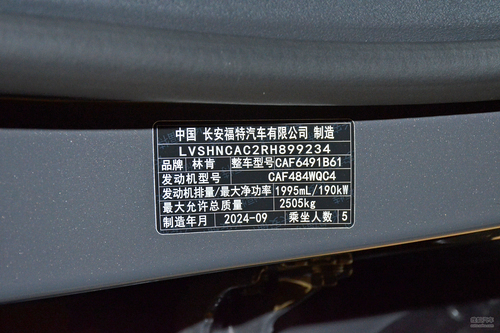 中国 长安福特汽车有限公司 制造
LVSHNCAC2RH899234
品牌 林肯 整车型号 CAF6491B61
发动机型号 CAF484WQC4
发动机排量/最大净功率 1995mL/190kW
最大允许总质量 2505kg
制造年月 2024-09 乘坐人数 5